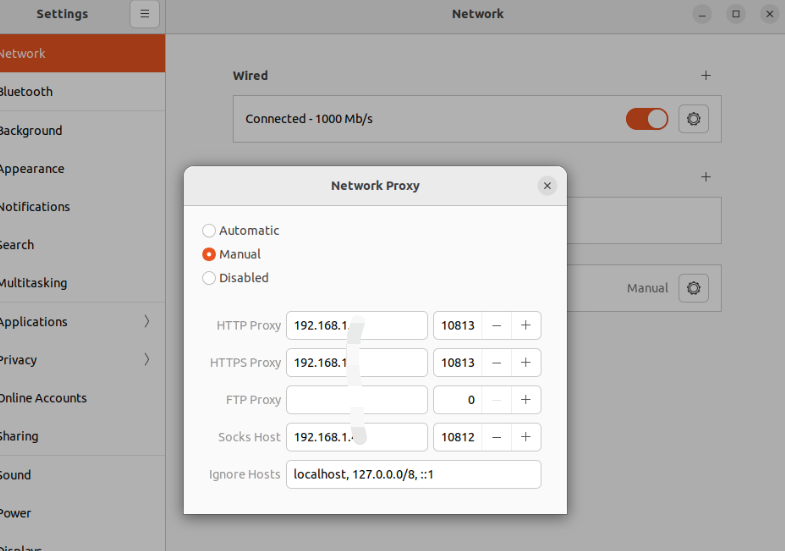 Settings
Network
Network
Bluetooth
Background
Appearance
Notifications
Search
Multitasking
Applications
Privacy
Online Accounts
Sharing
Sound
Power
Displays
Wired
Connected - 1000 Mb/s
Manual
Network Proxy
Automatic
Manual
Disabled
HTTP Proxy 192.168.1. 10813
HTTPS Proxy 192.168.1 10813
FTP Proxy 0
Socks Host 192.168.1. 10812
Ignore Hosts localhost, 127.0.0.0/8, ::1